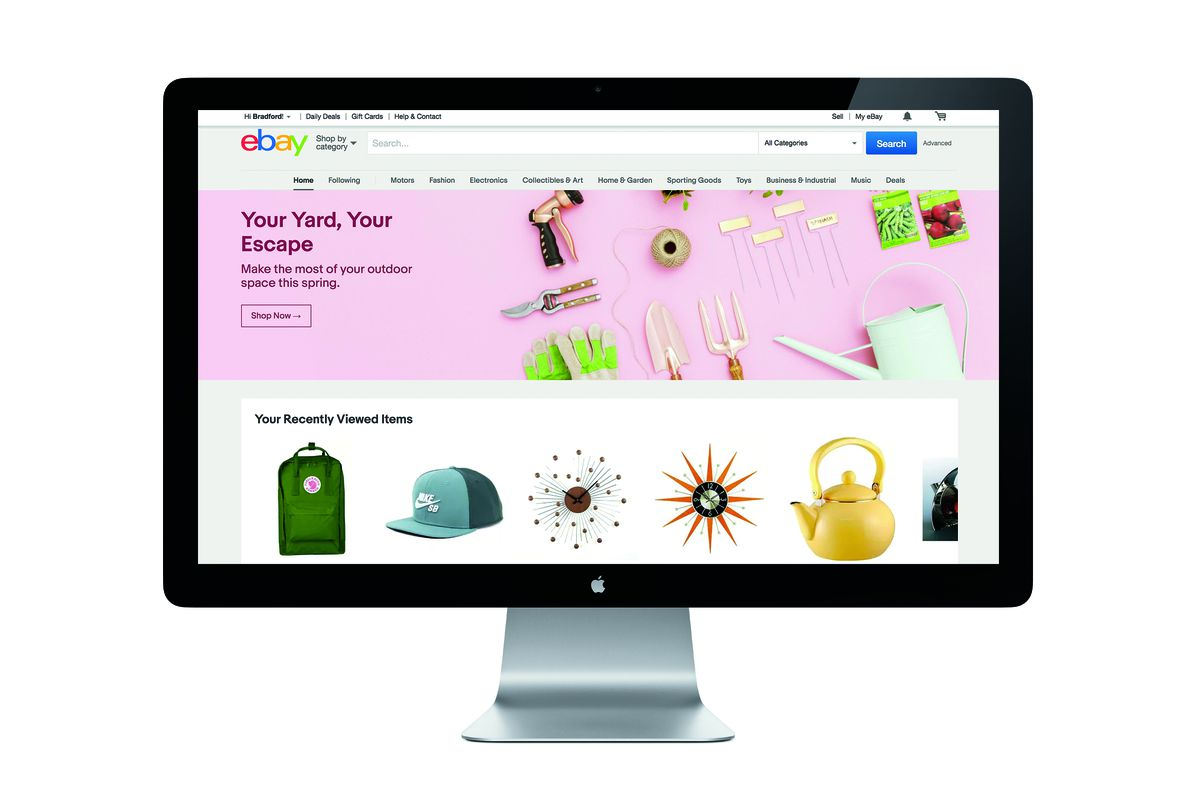 Hi Bradford! | Daily Deals | Gift Cards | Help & Contact
Sell | My eBay
ebay
Shop by
category
Search...
All Categories
Search
Advanced
Home Following Motors Fashion Electronics Collectibles & Art Home & Garden Sporting Goods Toys Business & Industrial Music Deals
Your Yard, Your
Escape
Make the most of your outdoor
space this spring.
Shop Now →
Your Recently Viewed Items
NIKE
SB